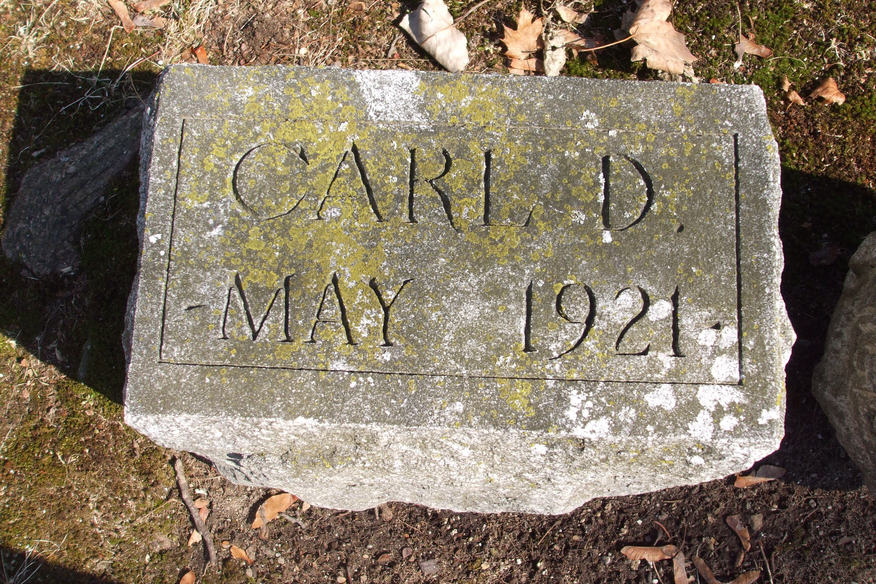 CARL D.
- MAY 1921 -